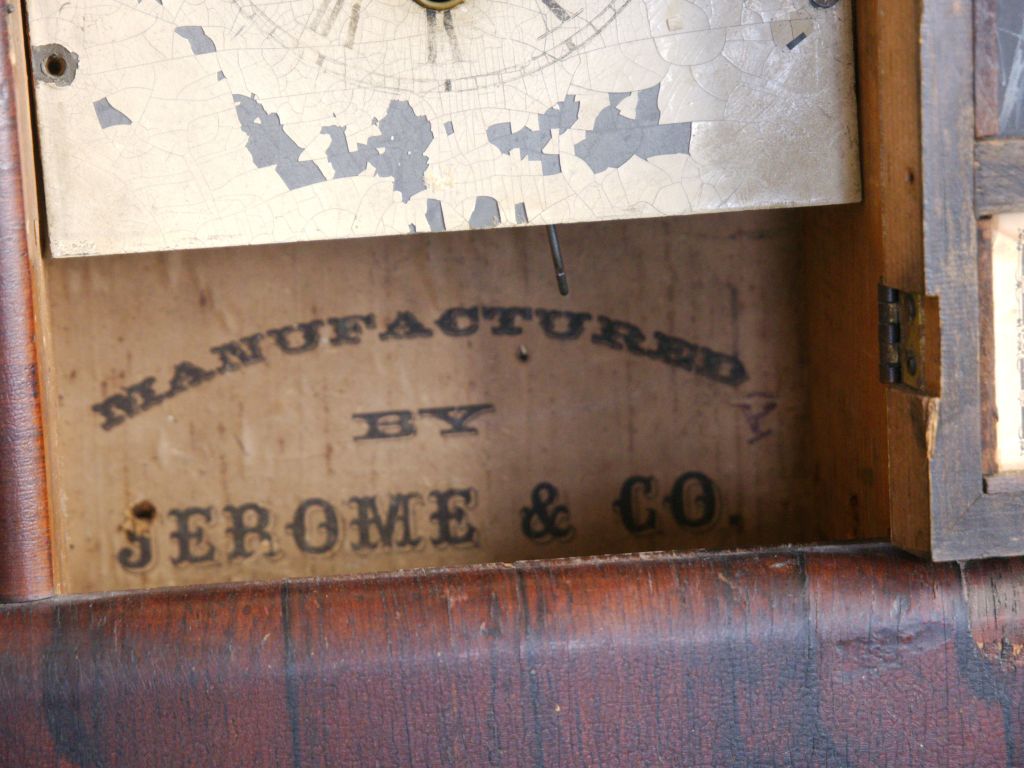 MANUFACTURED
BY
JEROME & CO.